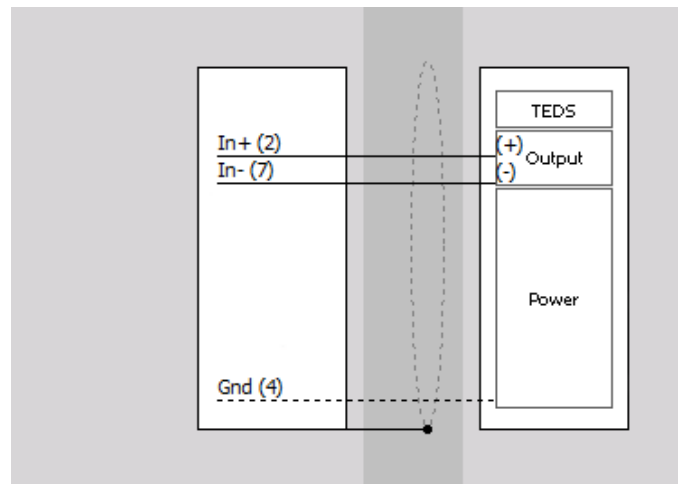 TEDS
In+ (2)
(+)
Output
In- (7)
(-)
Power
Gnd (4)